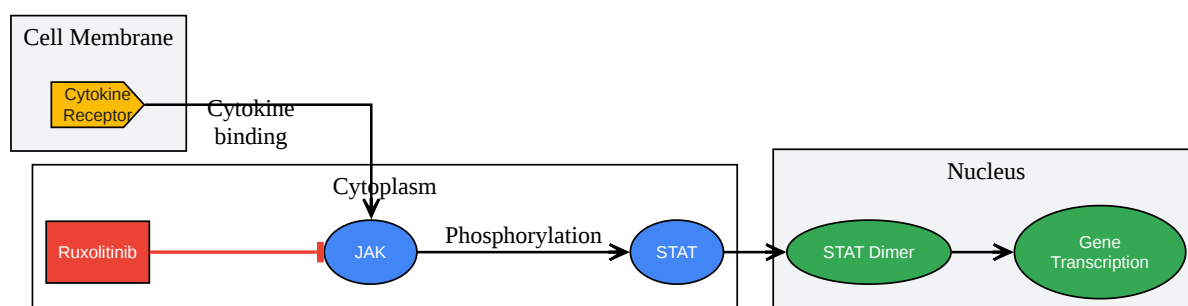 Cell Membrane
Cytokine
Receptor
Cytokine
binding
Cytoplasm
Nucleus
Ruxolitinib
JAK
Phosphorylation
STAT
STAT Dimer
Gene
Transcription